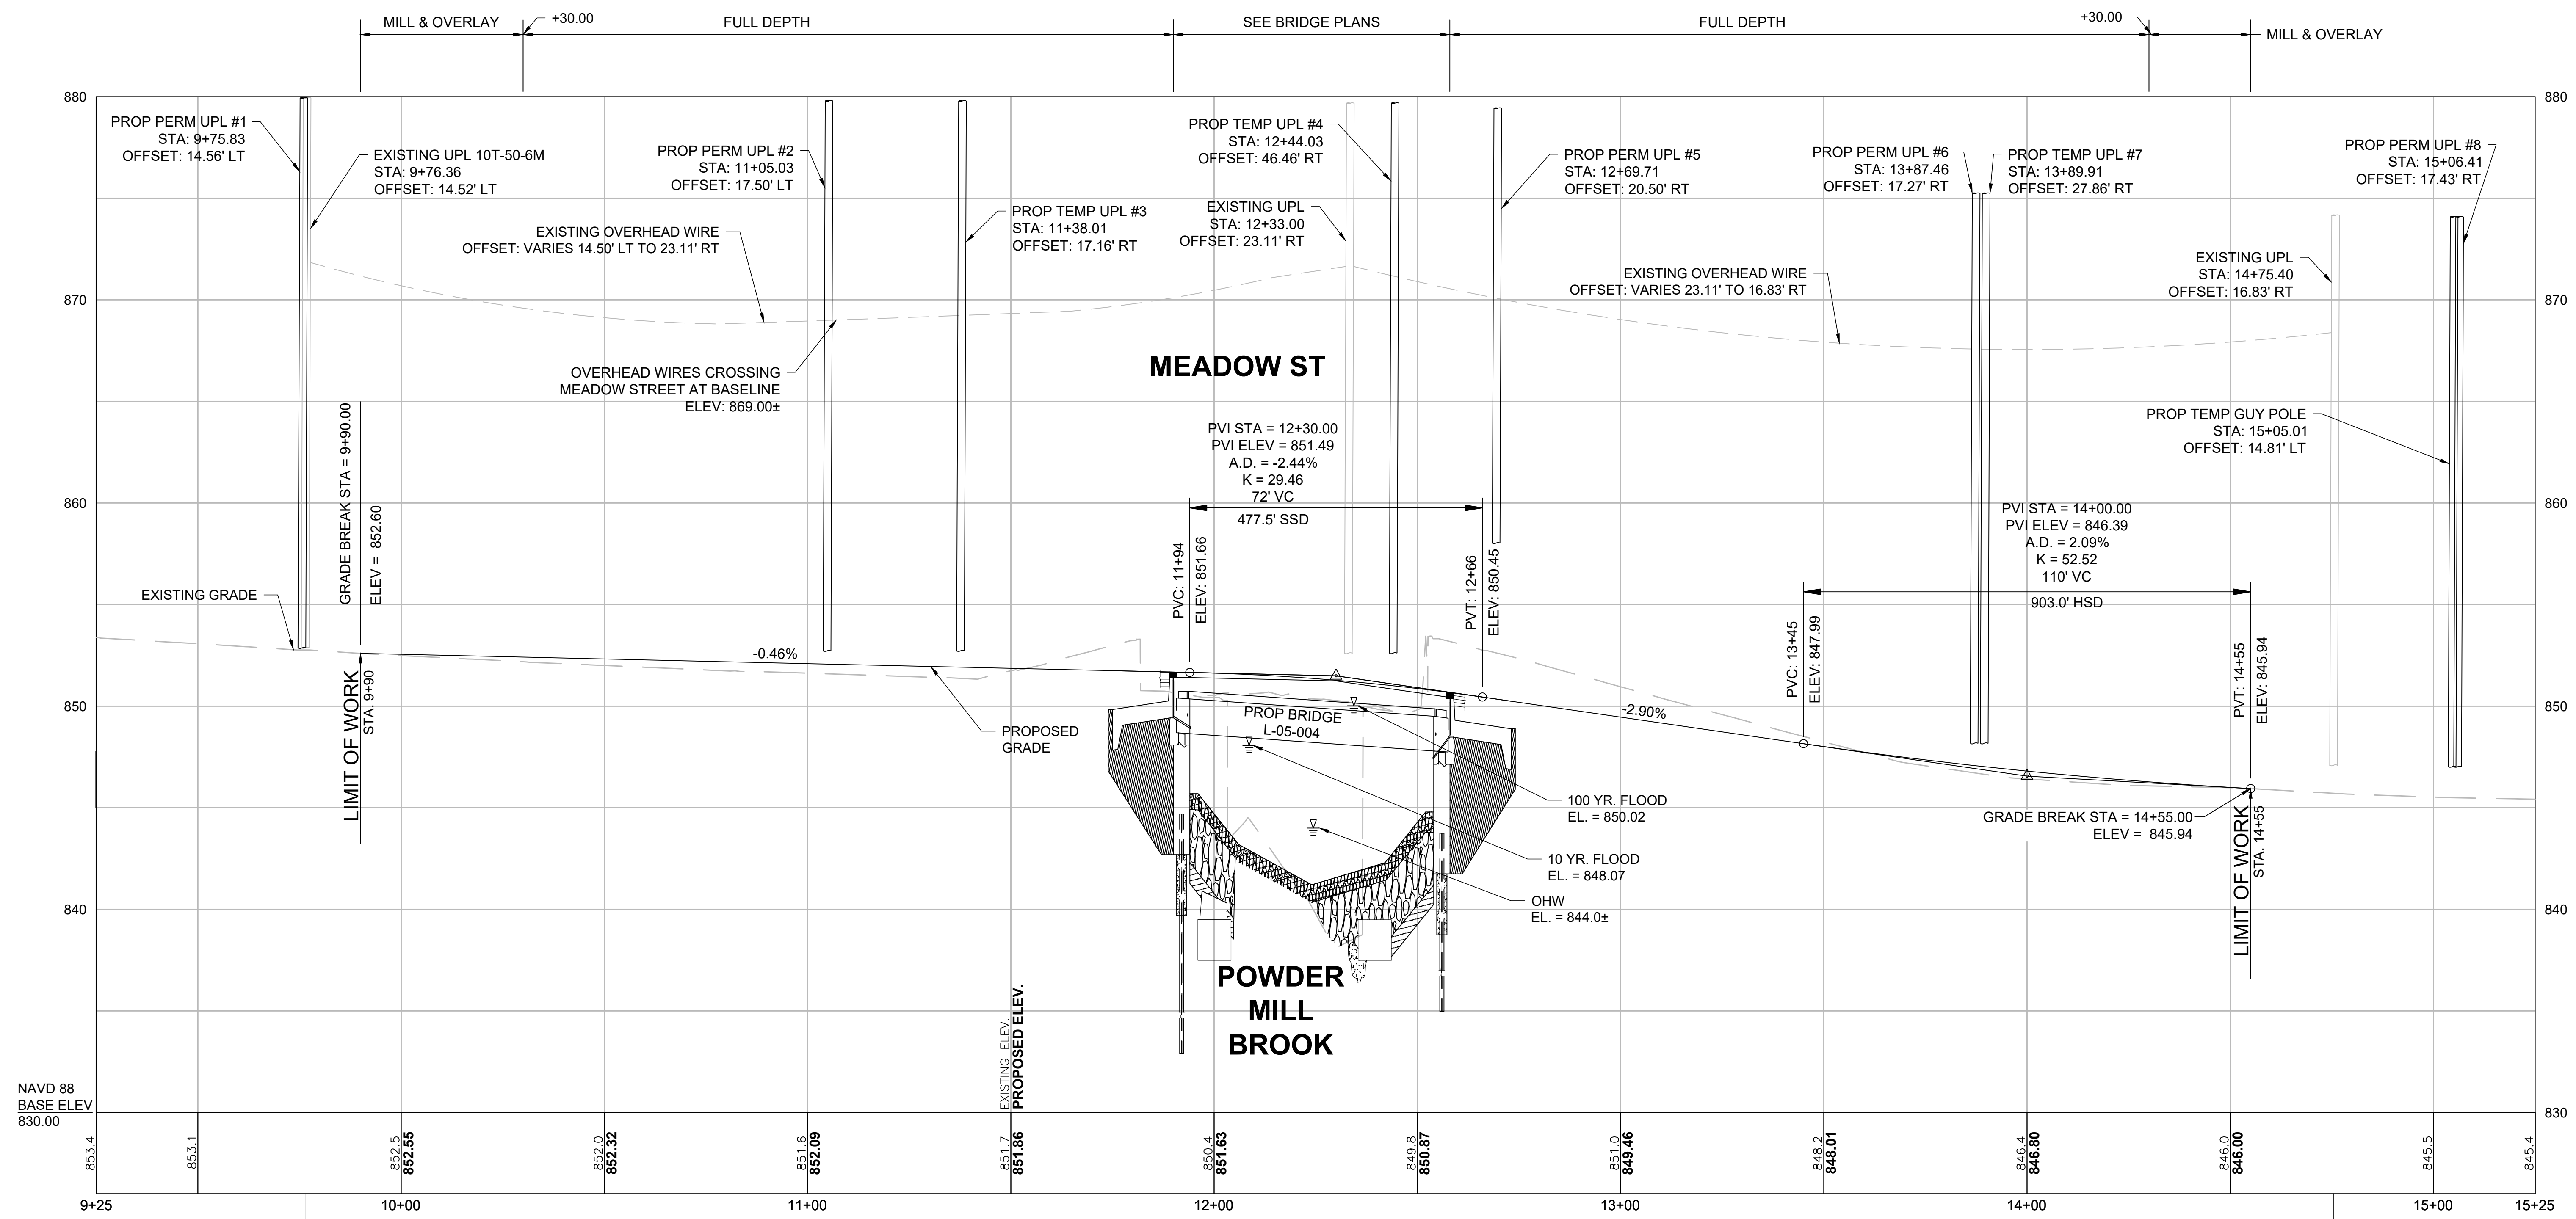 MILL & OVERLAY
+30.00
FULL DEPTH
SEE BRIDGE PLANS
FULL DEPTH
+30.00
MILL & OVERLAY
880
880
PROP PERM UPL #1
STA: 9+75.83
OFFSET: 14.56' LT
EXISTING UPL 10T-50-6M
STA: 9+76.36
OFFSET: 14.52' LT
PROP PERM UPL #2
STA: 11+05.03
OFFSET: 17.50' LT
PROP TEMP UPL #3
STA: 11+38.01
OFFSET: 17.16' RT
PROP TEMP UPL #4
STA: 12+44.03
OFFSET: 46.46' RT
EXISTING UPL
STA: 12+33.00
OFFSET: 23.11' RT
PROP PERM UPL #5
STA: 12+69.71
OFFSET: 20.50' RT
PROP PERM UPL #6
STA: 13+87.46
OFFSET: 17.27' RT
PROP TEMP UPL #7
STA: 13+89.91
OFFSET: 27.86' RT
PROP PERM UPL #8
STA: 15+06.41
OFFSET: 17.43' RT
EXISTING OVERHEAD WIRE
OFFSET: VARIES 14.50' LT TO 23.11' RT
EXISTING OVERHEAD WIRE
OFFSET: VARIES 23.11' TO 16.83' RT
EXISTING UPL
STA: 14+75.40
OFFSET: 16.83' RT
870
870
OVERHEAD WIRES CROSSING
MEADOW STREET AT BASELINE
ELEV: 869.00±
MEADOW ST
PROP TEMP GUY POLE
STA: 15+05.01
OFFSET: 14.81' LT
GRADE BREAK STA = 9+90.00
ELEV = 852.60
PVI STA = 12+30.00
PVI ELEV = 851.49
A.D. = -2.44%
K = 29.46
72' VC
477.5' SSD
860
860
PVI STA = 14+00.00
PVI ELEV = 846.39
A.D. = 2.09%
K = 52.52
110' VC
903.0' HSD
PVC: 11+94
ELEV: 851.66
PVT: 12+66
ELEV: 850.45
PVC: 13+45
ELEV: 847.99
PVT: 14+55
ELEV: 845.94
EXISTING GRADE
-0.46%
-2.90%
850
850
LIMIT OF WORK
STA. 9+90
PROPOSED
GRADE
PROP BRIDGE
L-05-004
100 YR. FLOOD
EL. = 850.02
10 YR. FLOOD
EL. = 848.07
OHW
EL. = 844.0±
GRADE BREAK STA = 14+55.00
ELEV = 845.94
LIMIT OF WORK
STA. 14+55
840
840
POWDER
MILL
BROOK
EXISTING ELEV.
PROPOSED ELEV.
NAVD 88
BASE ELEV
830.00
830
853.4
853.1
852.5
852.55
852.0
852.32
851.6
852.09
851.7
851.86
850.4
851.63
849.8
850.87
851.0
849.46
848.2
848.01
846.4
846.80
846.0
846.00
845.5
845.4
9+25
10+00
11+00
12+00
13+00
14+00
15+00
15+25